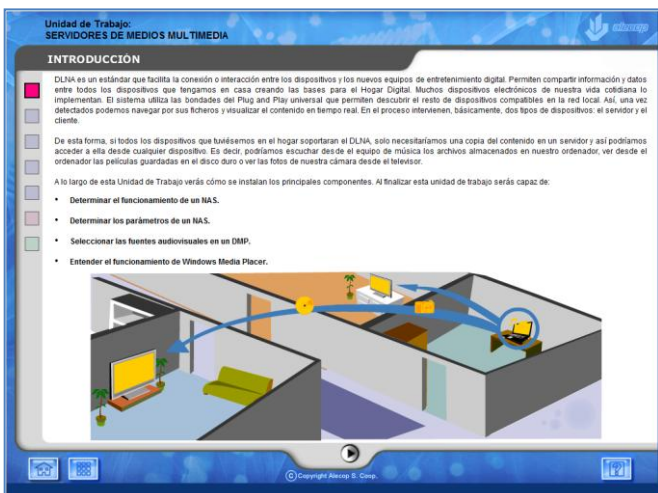 Unidad de Trabajo:
SERVIDORES DE MEDIOS MULTIMEDIA
alecop
INTRODUCCIÓN
DLNA es un estándar que facilita la conexión o interacción entre los dispositivos y los nuevos equipos de entretenimiento digital. Permiten compartir información y datos
entre todos los dispositivos que tengamos en casa creando las bases para el Hogar Digital. Muchos dispositivos electrónicos de nuestra vida cotidiana lo
implementan. El sistema utiliza las bondades del Plug and Play universal que permiten descubrir el resto de dispositivos compatibles en la red local. Así, una vez
detectados podemos navegar por sus ficheros y visualizar el contenido en tiempo real. En el proceso intervienen, básicamente, dos tipos de dispositivos: el servidor y el
cliente.
De esta forma, si todos los dispositivos que tuviésemos en el hogar soportaran el DLNA, solo necesitaríamos una copia del contenido en un servidor y así podríamos
acceder a ella desde cualquier dispositivo. Es decir, podríamos escuchar desde el equipo de música los archivos almacenados en nuestro ordenador, ver desde el
ordenador las películas guardadas en el disco duro o ver las fotos de nuestra cámara desde el televisor.
A lo largo de esta Unidad de Trabajo verás cómo se instalan los principales componentes. Al finalizar esta unidad de trabajo serás capaz de:
• Determinar el funcionamiento de un NAS.
• Determinar los parámetros de un NAS.
• Seleccionar las fuentes audiovisuales en un DMP.
• Entender el funcionamiento de Windows Media Placer.
©Copyright Alecop S. Coop.